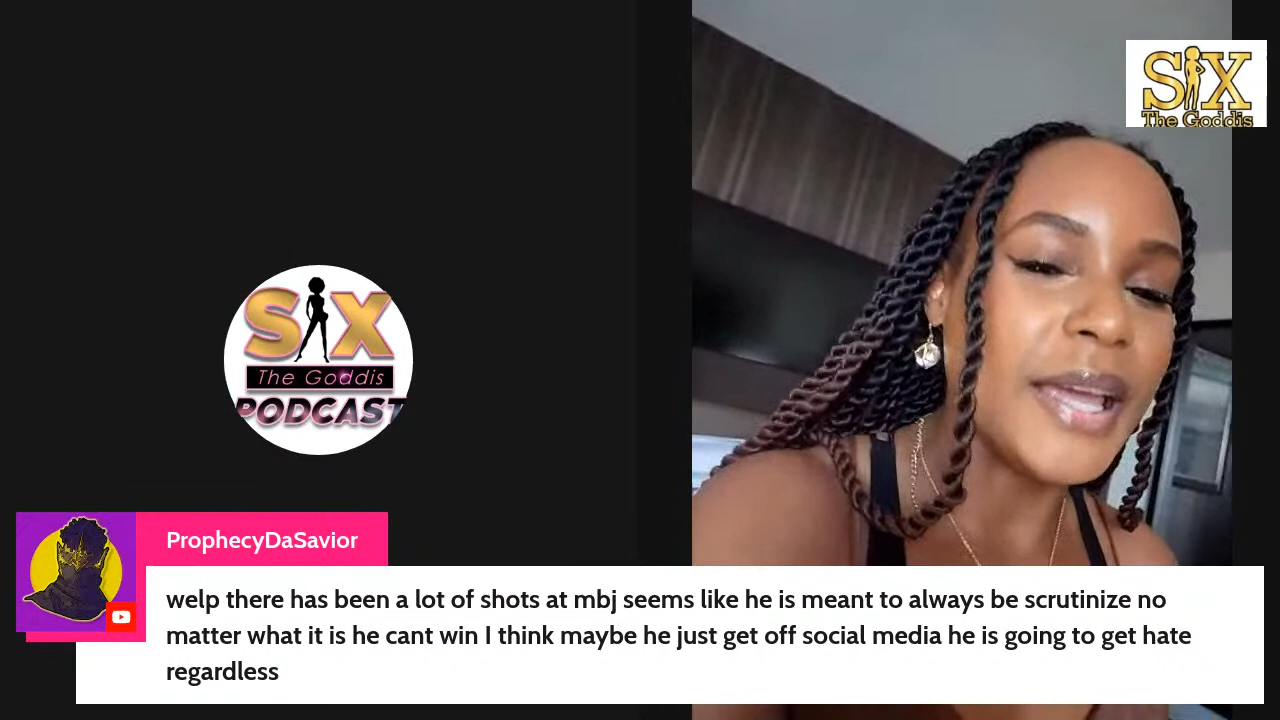 SIX
The Goddis
SIX
The Goddis
PODCAST
ProphecyDaSavior
welp there has been a lot of shots at mbj seems like he is meant to always be scrutinize no
matter what it is he cant win I think maybe he just get off social media he is going to get hate
regardless